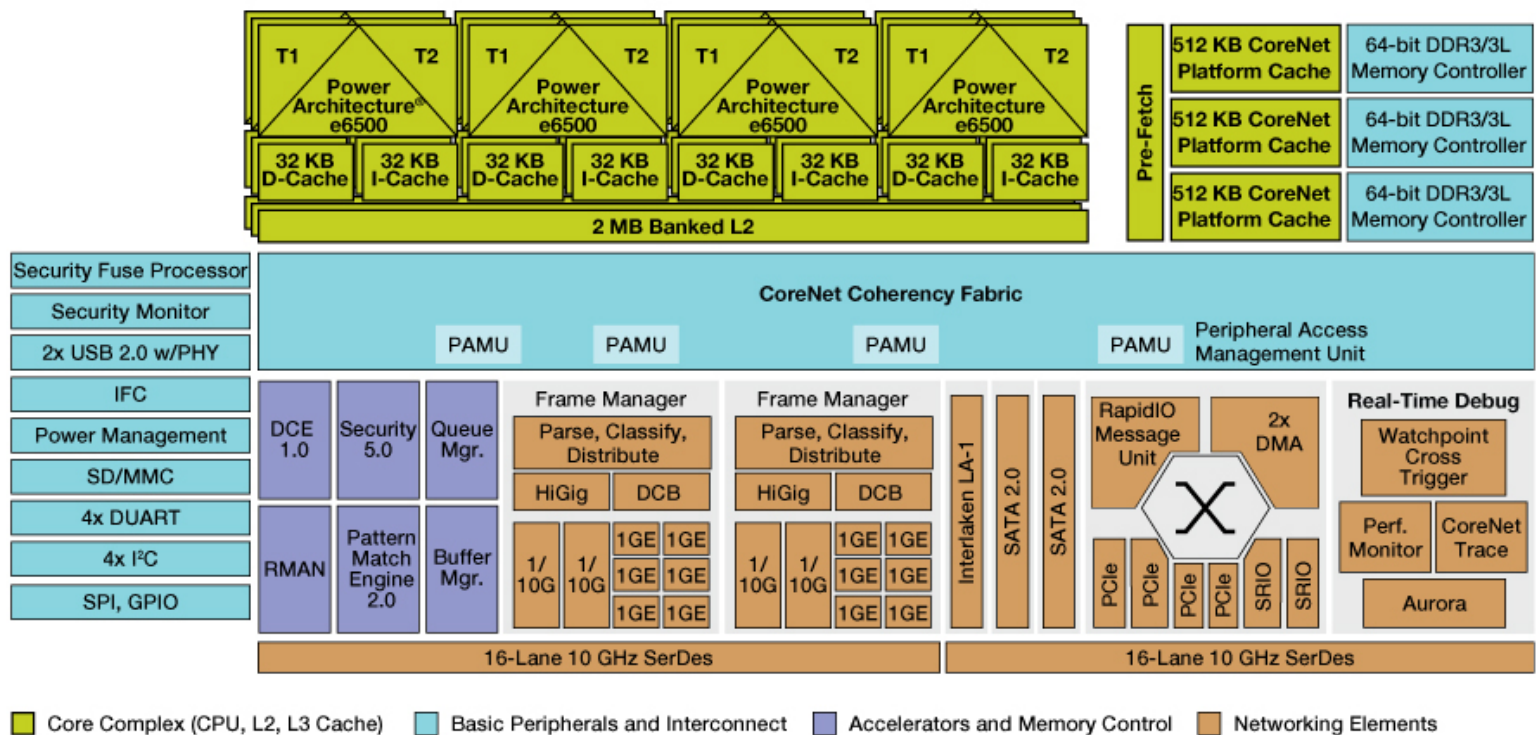 T1
T2
Power
Architecture®
e6500
T1
T2
Power
Architecture
e6500
T1
T2
Power
Architecture
e6500
T1
T2
Power
Architecture
e6500
32 KB
D-Cache
32 KB
I-Cache
32 KB
D-Cache
32 KB
I-Cache
32 KB
D-Cache
32 KB
I-Cache
32 KB
D-Cache
32 KB
I-Cache
2 MB Banked L2
Pre-Fetch
512 KB CoreNet
Platform Cache
64-bit DDR3/3L
Memory Controller
512 KB CoreNet
Platform Cache
64-bit DDR3/3L
Memory Controller
512 KB CoreNet
Platform Cache
64-bit DDR3/3L
Memory Controller
Security Fuse Processor
Security Monitor
2x USB 2.0 w/PHY
IFC
Power Management
SD/MMC
4x DUART
4x I²C
SPI, GPIO
CoreNet Coherency Fabric
PAMU
PAMU
PAMU
PAMU
Peripheral Access
Management Unit
DCE
1.0
Security
5.0
Queue
Mgr.
RMAN
Pattern
Match
Engine
2.0
Buffer
Mgr.
Frame Manager
Parse, Classify,
Distribute
HiGig
DCB
1/
10G
1/
10G
1GE
1GE
1GE
1GE
1GE
1GE
Frame Manager
Parse, Classify,
Distribute
HiGig
DCB
1/
10G
1/
10G
1GE
1GE
1GE
1GE
1GE
1GE
Interlaken LA-1
SATA 2.0
SATA 2.0
RapidIO
Message
Unit
2x
DMA
PCIe
PCIe
PCIe
PCIe
SRIO
SRIO
Real-Time Debug
Watchpoint
Cross
Trigger
Perf.
Monitor
CoreNet
Trace
Aurora
16-Lane 10 GHz SerDes
16-Lane 10 GHz SerDes
Core Complex (CPU, L2, L3 Cache)
Basic Peripherals and Interconnect
Accelerators and Memory Control
Networking Elements